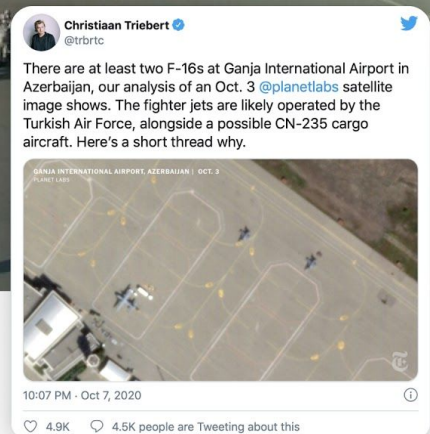 Christiaan Triebert
@trbrtc
There are at least two F-16s at Ganja International Airport in
Azerbaijan, our analysis of an Oct. 3 @planetlabs satellite
image shows. The fighter jets are likely operated by the
Turkish Air Force, alongside a possible CN-235 cargo
aircraft. Here's a short thread why.
GANJA INTERNATIONAL AIRPORT, AZERBAIJAN | OCT. 3
PLANET LABS
10:07 PM · Oct 7, 2020
4.9K 4.5K people are Tweeting about this